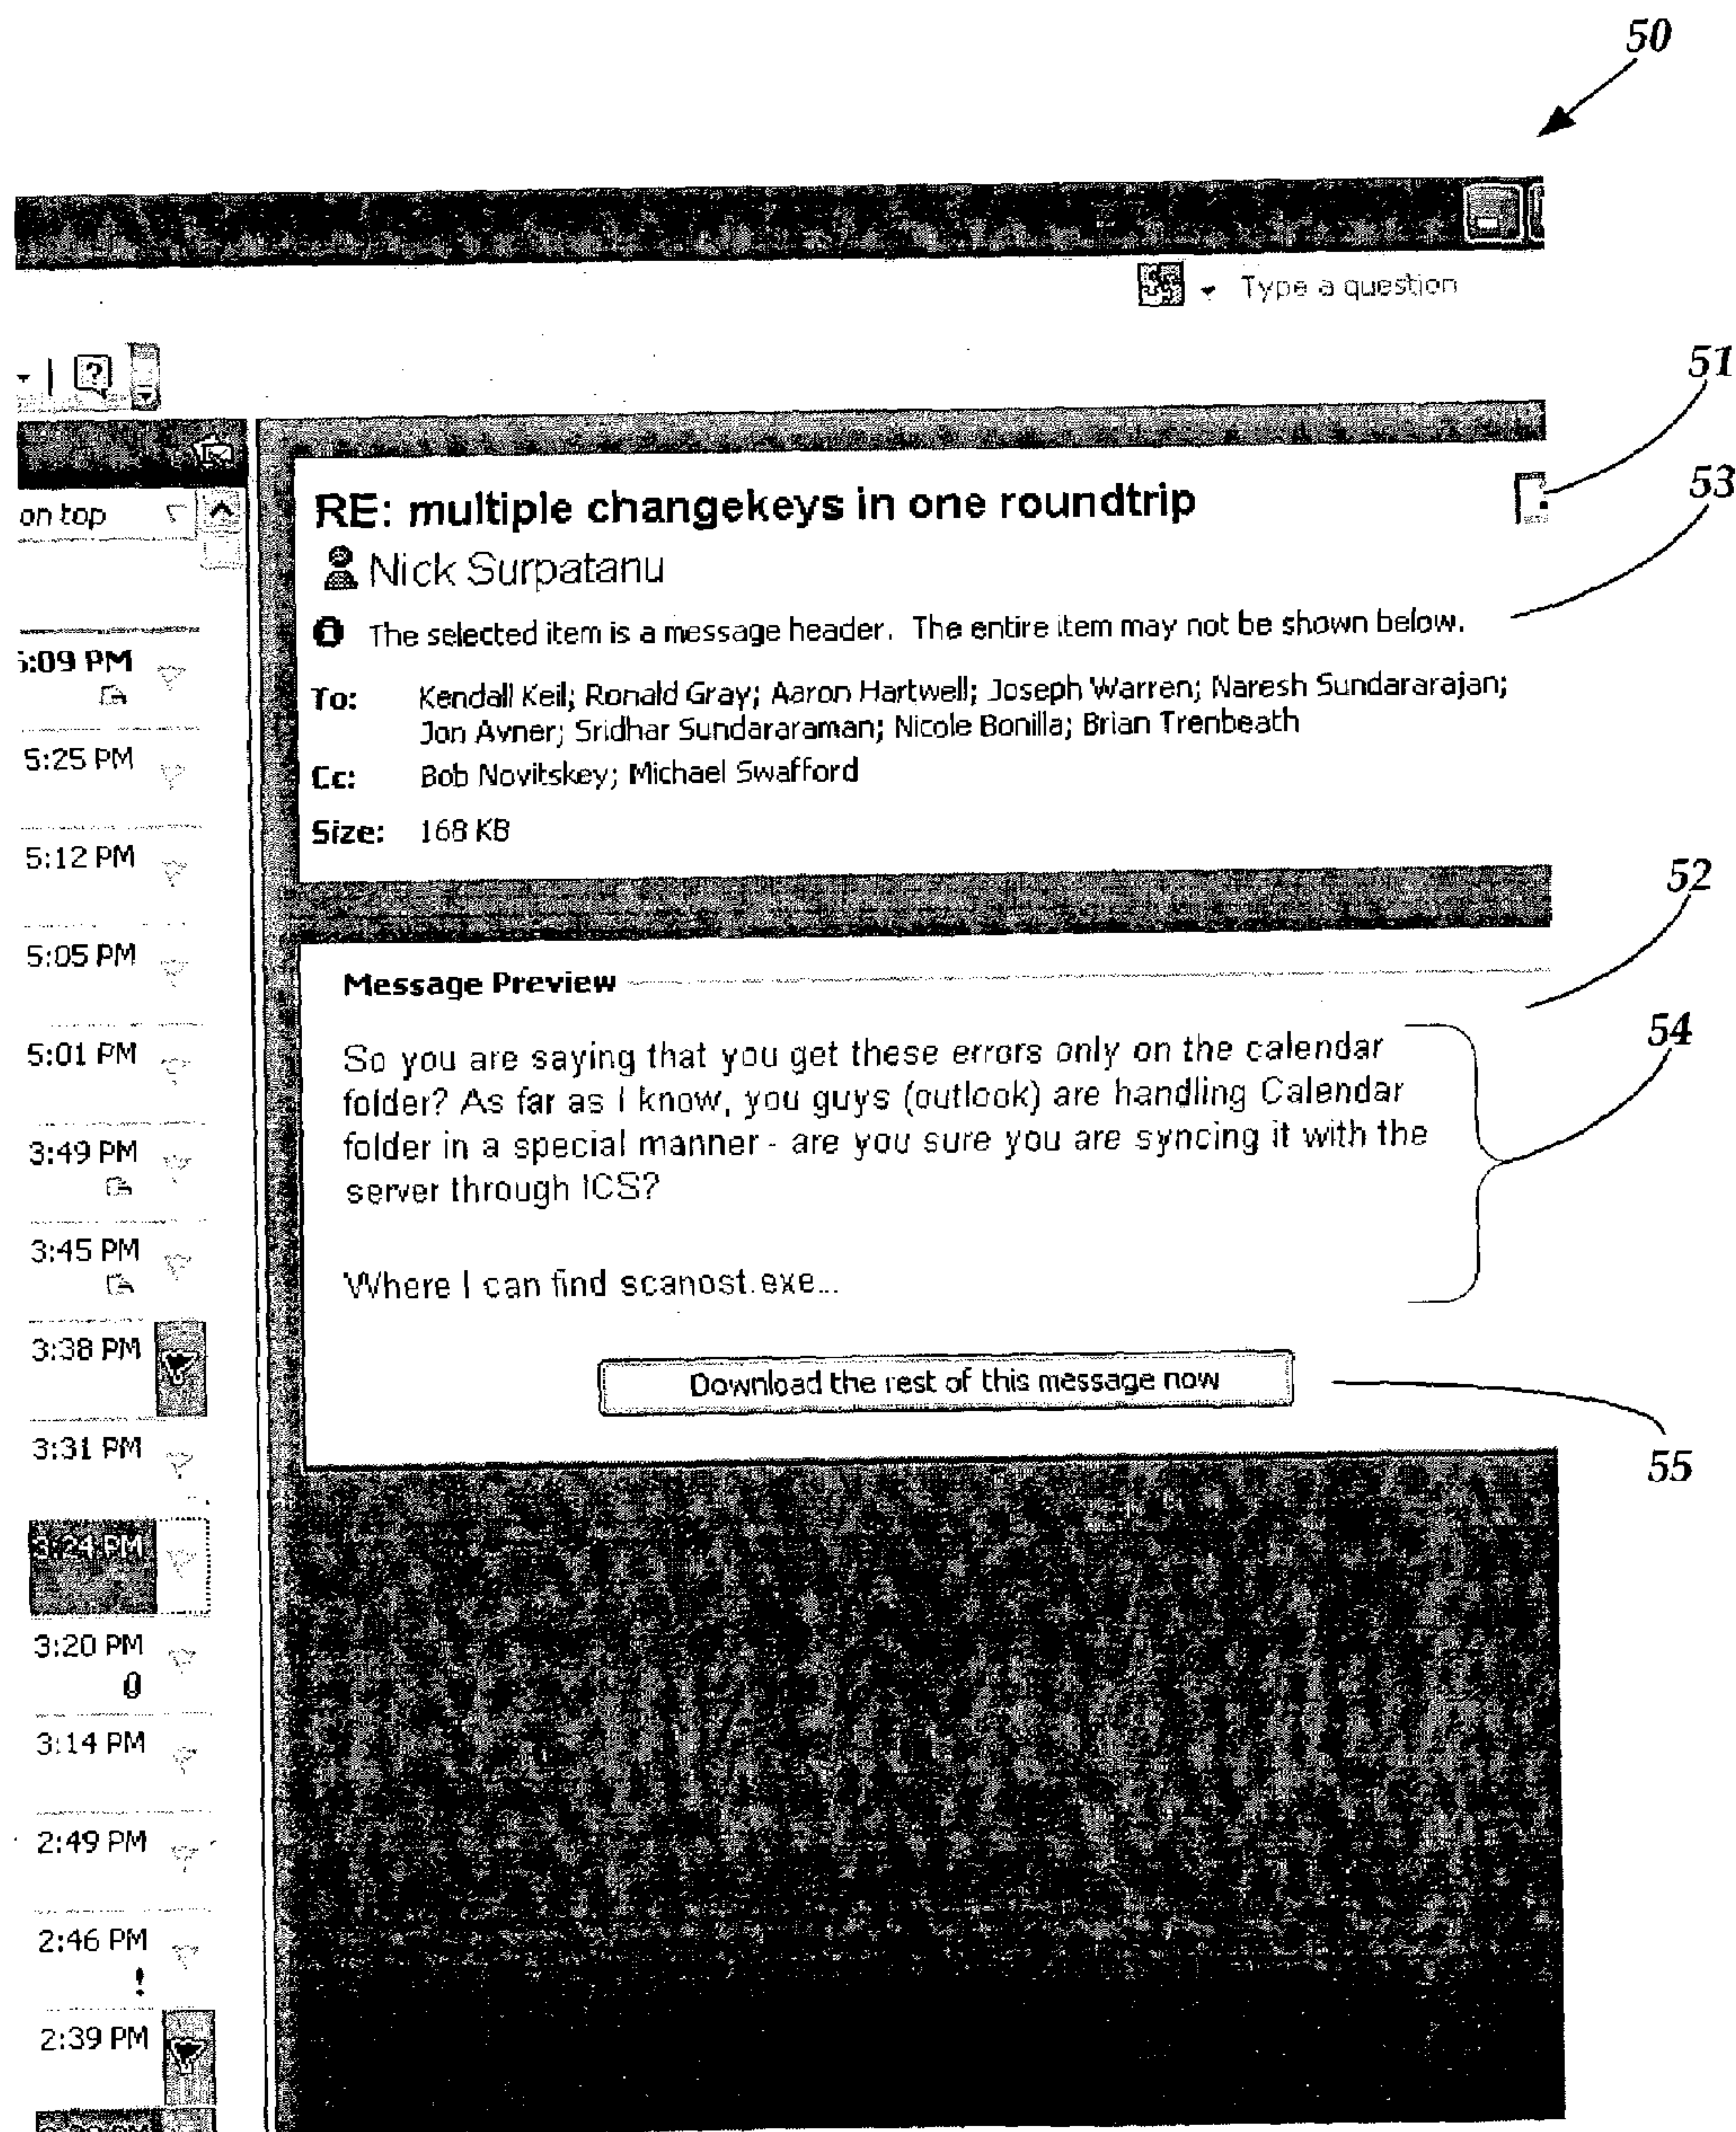 50
Type a question
51
on top
RE: multiple changekeys in one roundtrip
53
Nick Surpatanu
The selected item is a message header. The entire item may not be shown below.
:09 PM
To: Kendall Keil; Ronald Gray; Aaron Hartwell; Joseph Warren; Naresh Sundararajan;
Jon Avner; Sridhar Sundararaman; Nicole Bonilla; Brian Trenbeath
5:25 PM
Cc: Bob Novitskey; Michael Swafford
Size: 168 KB
5:12 PM
52
5:05 PM
Message Preview
54
5:01 PM
So you are saying that you get these errors only on the calendar
folder? As far as I know, you guys (outlook) are handling Calendar
folder in a special manner - are you sure you are syncing it with the
server through ICS?
3:49 PM
3:45 PM
Where I can find scanost.exe...
3:38 PM
Download the rest of this message now
3:31 PM
55
3:24 PM
3:20 PM
3:14 PM
2:49 PM
2:46 PM
!
2:39 PM